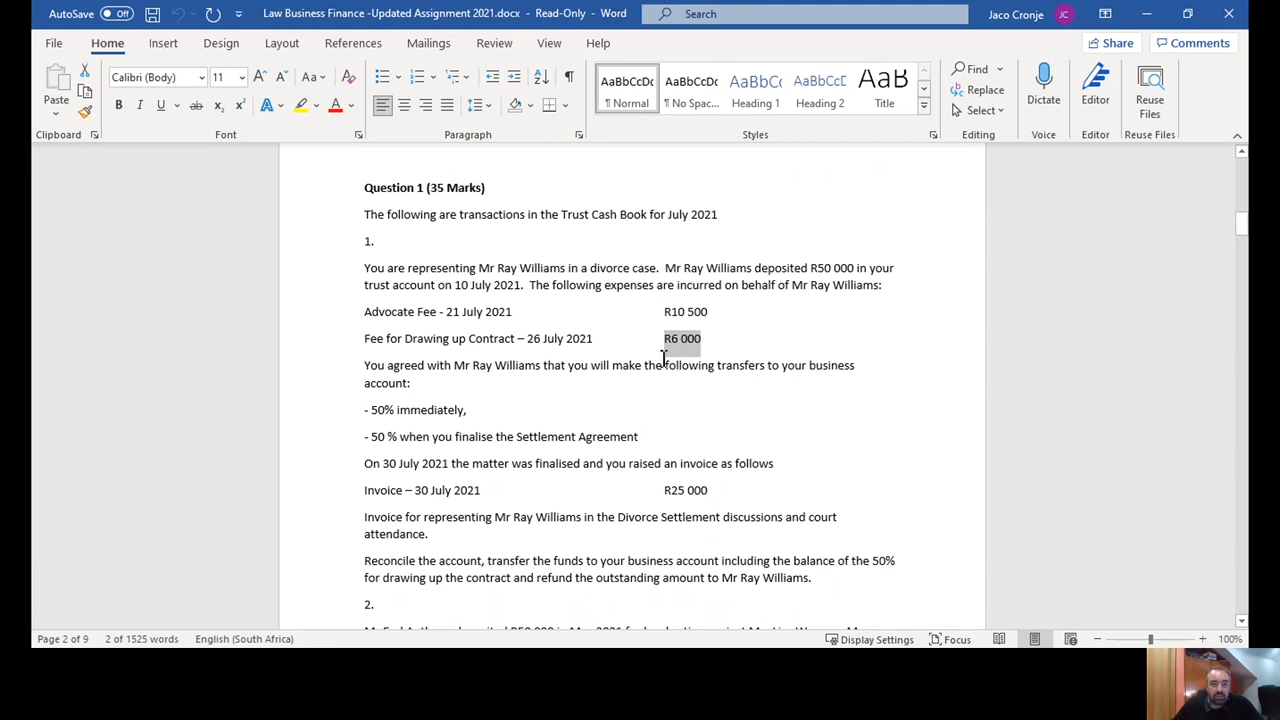 AutoSave Off Law Business Finance -Updated Assignment 2021.docx - Read-Only - Word Search Jaco Cronje JC
File Home Insert Design Layout References Mailings Review View Help Share Comments
Paste Calibri (Body) 11 Aa AaBbCcDc AaBbCcDc AaBbCcDc AaBbCcDc AaB Find Replace Select Dictate Editor Reuse Files
¶ Normal ¶ No Spac... Heading 1 Heading 2 Title
Clipboard Font Paragraph Styles Editing Voice Editor Reuse Files
Question 1 (35 Marks)
The following are transactions in the Trust Cash Book for July 2021
1.
You are representing Mr Ray Williams in a divorce case. Mr Ray Williams deposited R50 000 in your
trust account on 10 July 2021. The following expenses are incurred on behalf of Mr Ray Williams:
Advocate Fee - 21 July 2021 R10 500
Fee for Drawing up Contract – 26 July 2021 R6 000
You agreed with Mr Ray Williams that you will make the following transfers to your business
account:
- 50% immediately,
- 50 % when you finalise the Settlement Agreement
On 30 July 2021 the matter was finalised and you raised an invoice as follows
Invoice – 30 July 2021 R25 000
Invoice for representing Mr Ray Williams in the Divorce Settlement discussions and court
attendance.
Reconcile the account, transfer the funds to your business account including the balance of the 50%
for drawing up the contract and refund the outstanding amount to Mr Ray Williams.
2.
Page 2 of 9 2 of 1525 words English (South Africa) Display Settings Focus 100%